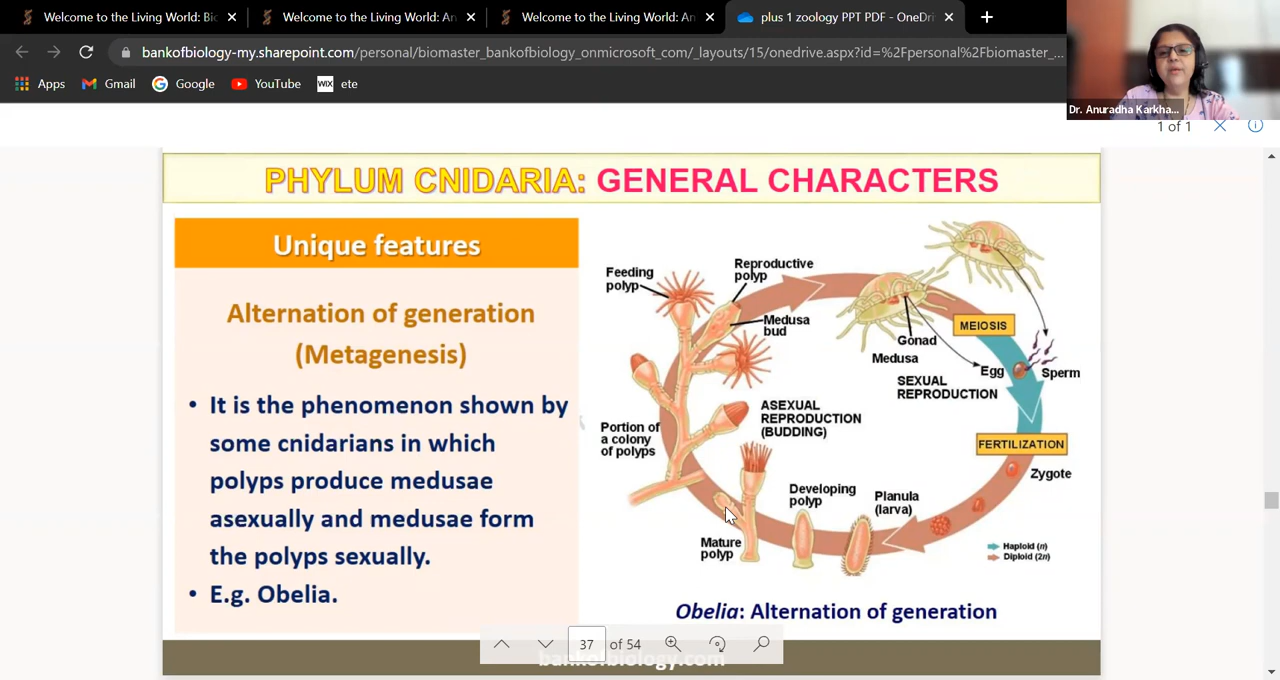 Welcome to the Living World: Bio
Welcome to the Living World: An
Welcome to the Living World: An
plus 1 zoology PPT PDF - OneDri
bankofbiology-my.sharepoint.com/personal/biomaster_bankofbiology_onmicrosoft_com/_layouts/15/onedrive.aspx?id=%2Fpersonal%2Fbiomaster_...
Apps
Gmail
Google
YouTube
WIX
ete
Dr. Anuradha Karkha...
1 of 1
PHYLUM CNIDARIA: GENERAL CHARACTERS
Unique features
Alternation of generation
(Metagenesis)
• It is the phenomenon shown by
some cnidarians in which
polyps produce medusae
asexually and medusae form
the polyps sexually.
• E.g. Obelia.
Feeding
polyp
Reproductive
polyp
Medusa
bud
Gonad
Medusa
MEIOSIS
Egg
Sperm
SEXUAL
REPRODUCTION
ASEXUAL
REPRODUCTION
(BUDDING)
Portion of
a colony
of polyps
FERTILIZATION
Zygote
Developing
polyp
Planula
(larva)
Mature
polyp
Haploid (n)
Diploid (2n)
Obelia: Alternation of generation
37 of 54
bankofbiology.com